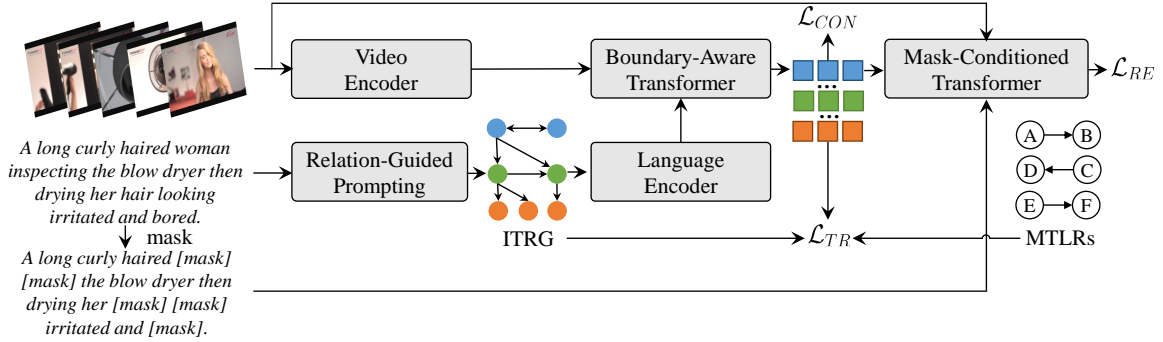 A long curly haired woman
inspecting the blow dryer then
drying her hair looking
irritated and bored.
mask
A long curly haired [mask]
[mask] the blow dryer then
drying her [mask] [mask]
irritated and [mask].
Video
Encoder
Relation-Guided
Prompting
ITRG
Boundary-Aware
Transformer
Language
Encoder
L_CON
...
...
L_TR
Mask-Conditioned
Transformer
L_RE
A B
D C
E F
MTLRs